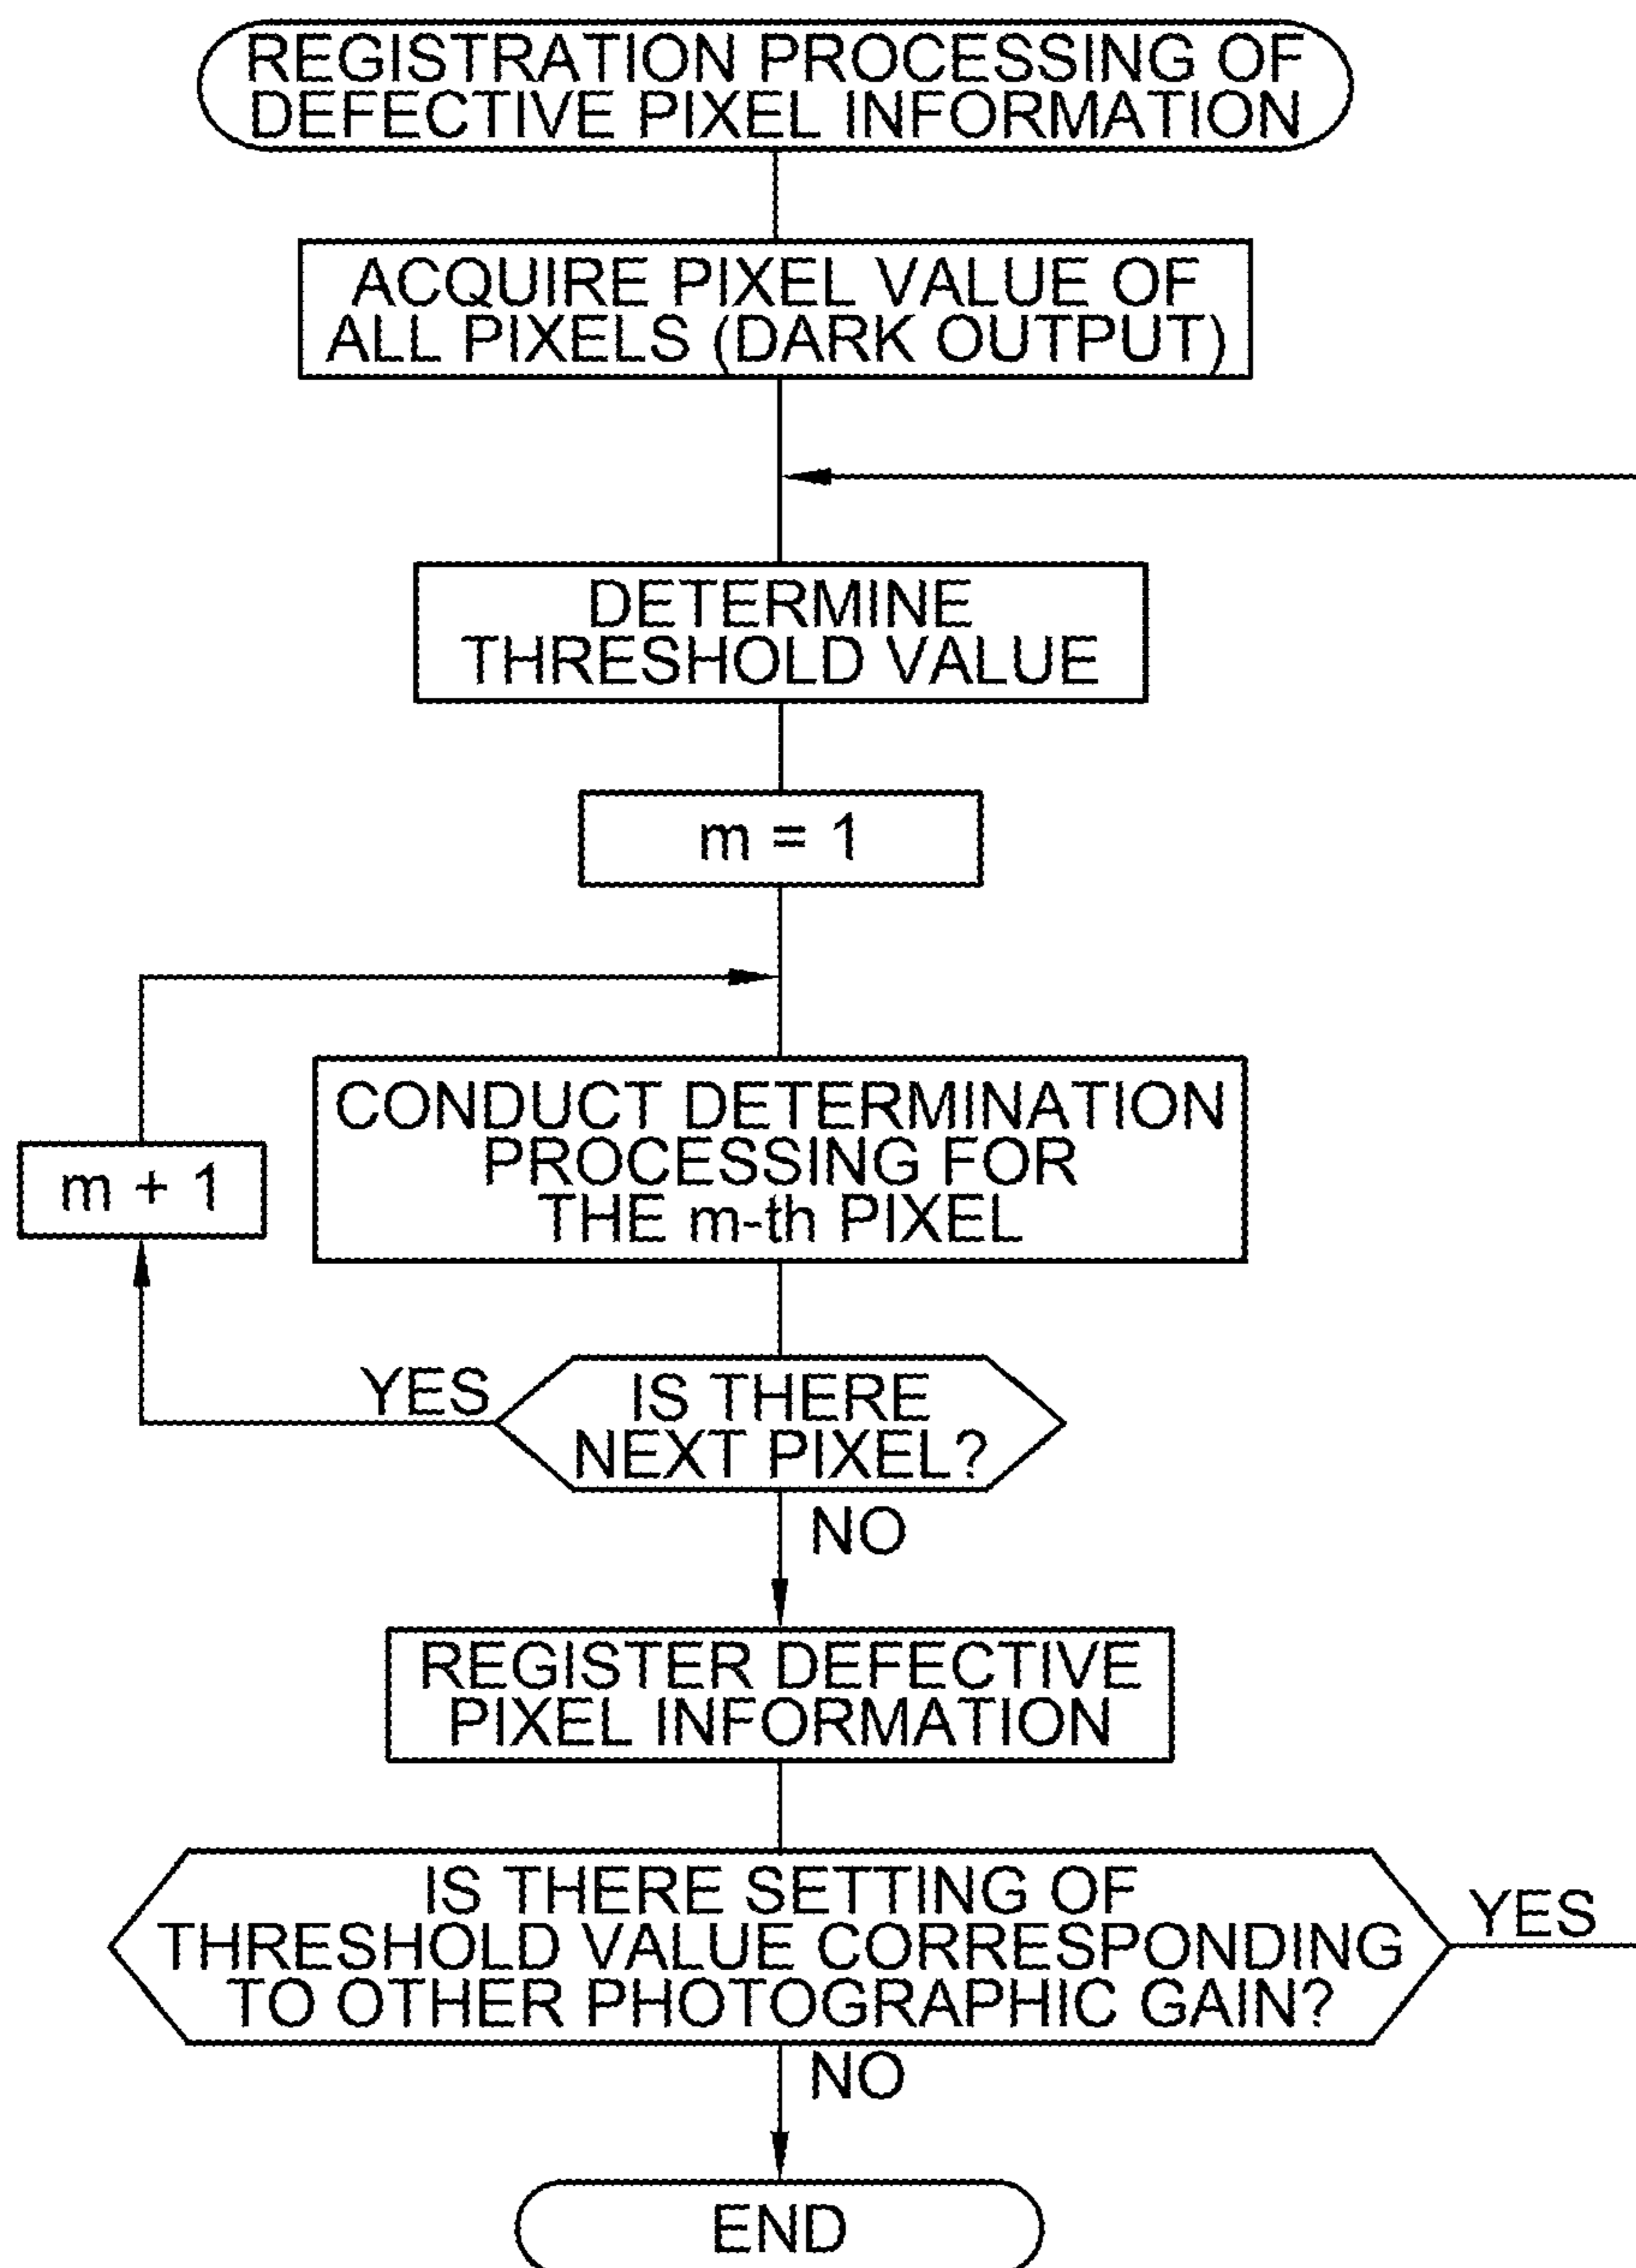 REGISTRATION PROCESSING OF
DEFECTIVE PIXEL INFORMATION
ACQUIRE PIXEL VALUE OF
ALL PIXELS (DARK OUTPUT)
DETERMINE
THRESHOLD VALUE
m = 1
CONDUCT DETERMINATION
PROCESSING FOR
THE m-th PIXEL
m + 1
YES
IS THERE
NEXT PIXEL?
NO
REGISTER DEFECTIVE
PIXEL INFORMATION
IS THERE SETTING OF
THRESHOLD VALUE CORRESPONDING
TO OTHER PHOTOGRAPHIC GAIN?
YES
NO
END